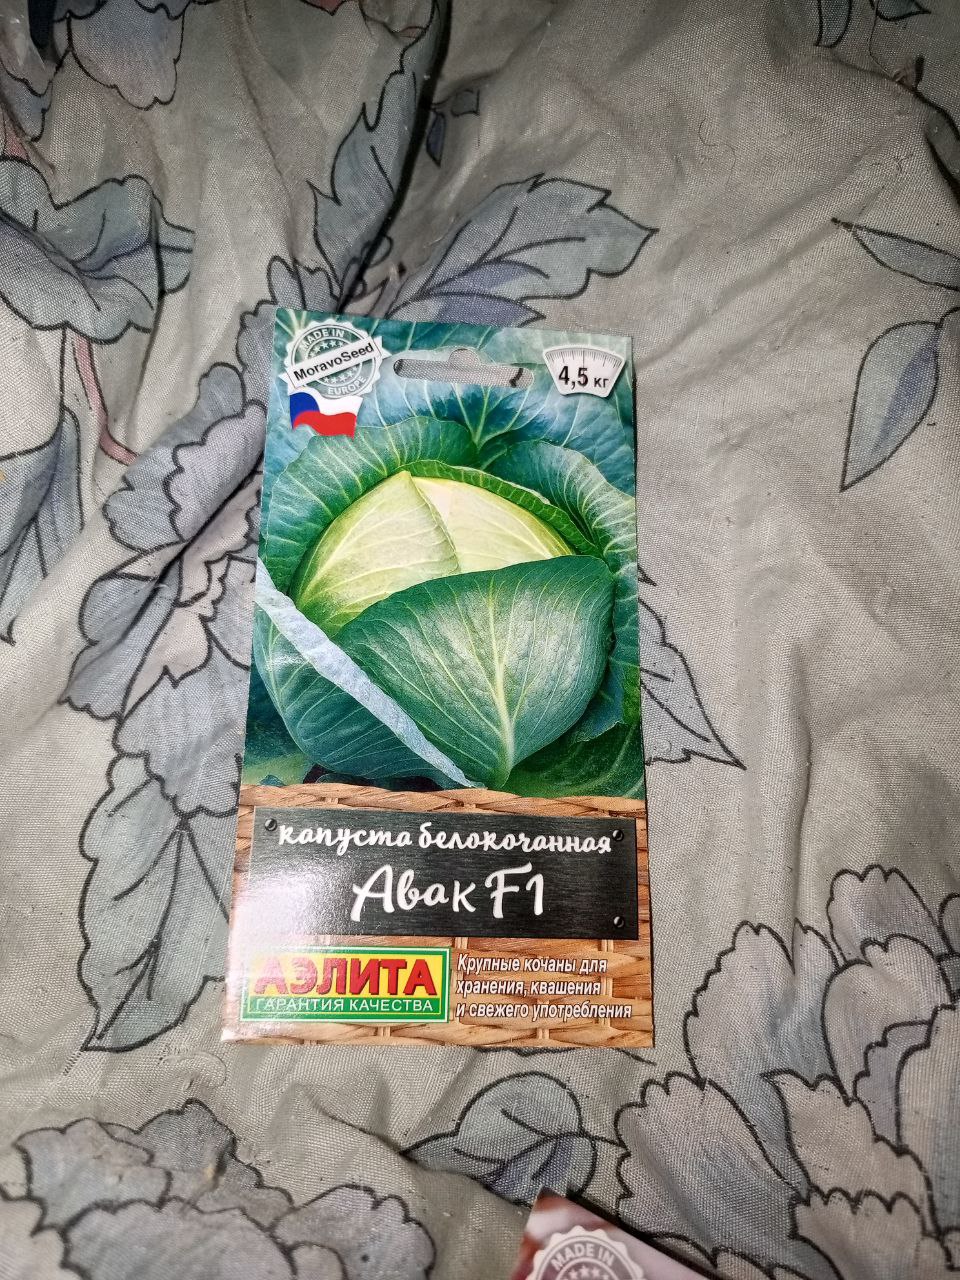 MADE IN
MoravoSeed
EUROPE
4,5 кг
капуста белокочанная
Авак F1
АЭЛИТА
ГАРАНТИЯ КАЧЕСТВА
Крупные кочаны для
хранения, квашения
и свежего употребления
MADE IN